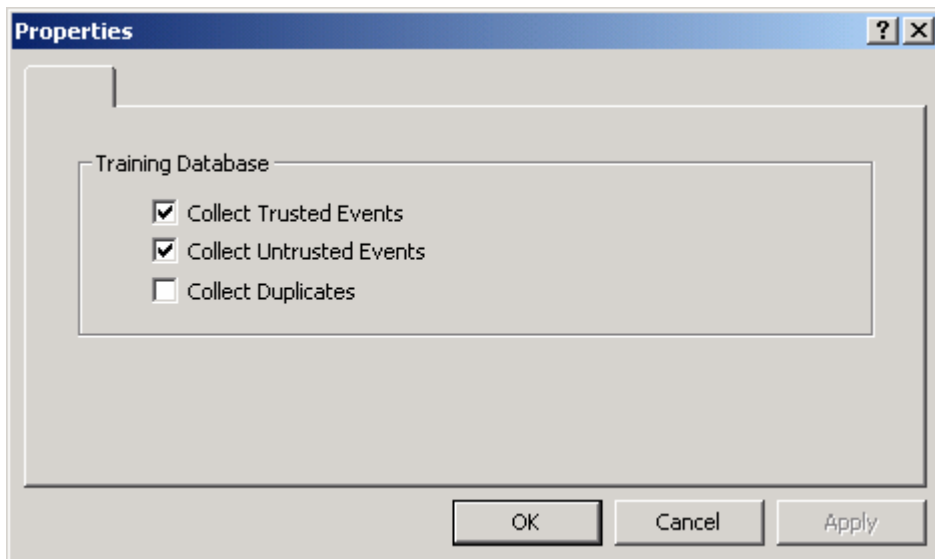 Properties
Training Database
Collect Trusted Events
Collect Untrusted Events
Collect Duplicates
OK Cancel Apply